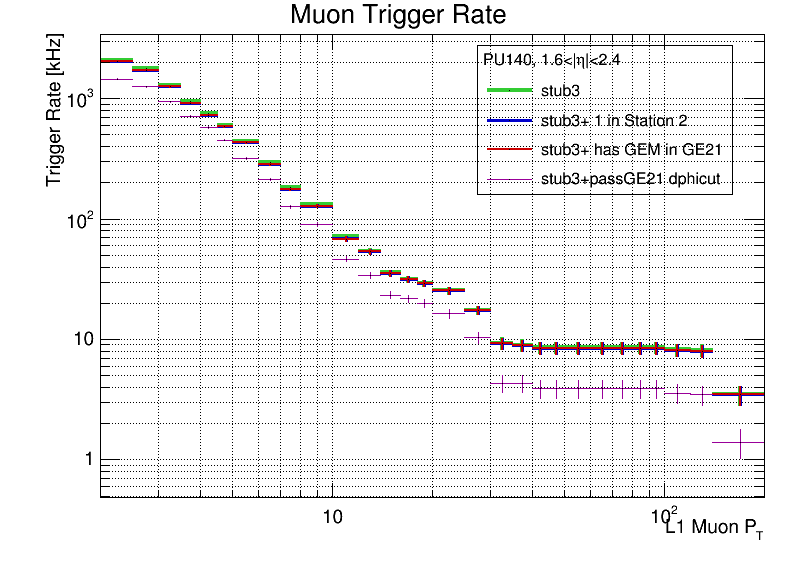 Muon Trigger Rate
Trigger Rate [kHz]
PU140, 1.6<|η|<2.4
stub3
stub3+ 1 in Station 2
stub3+ has GEM in GE21
stub3+passGE21 dphicut
10³
10²
10
1
10
10²
L1 Muon P_T